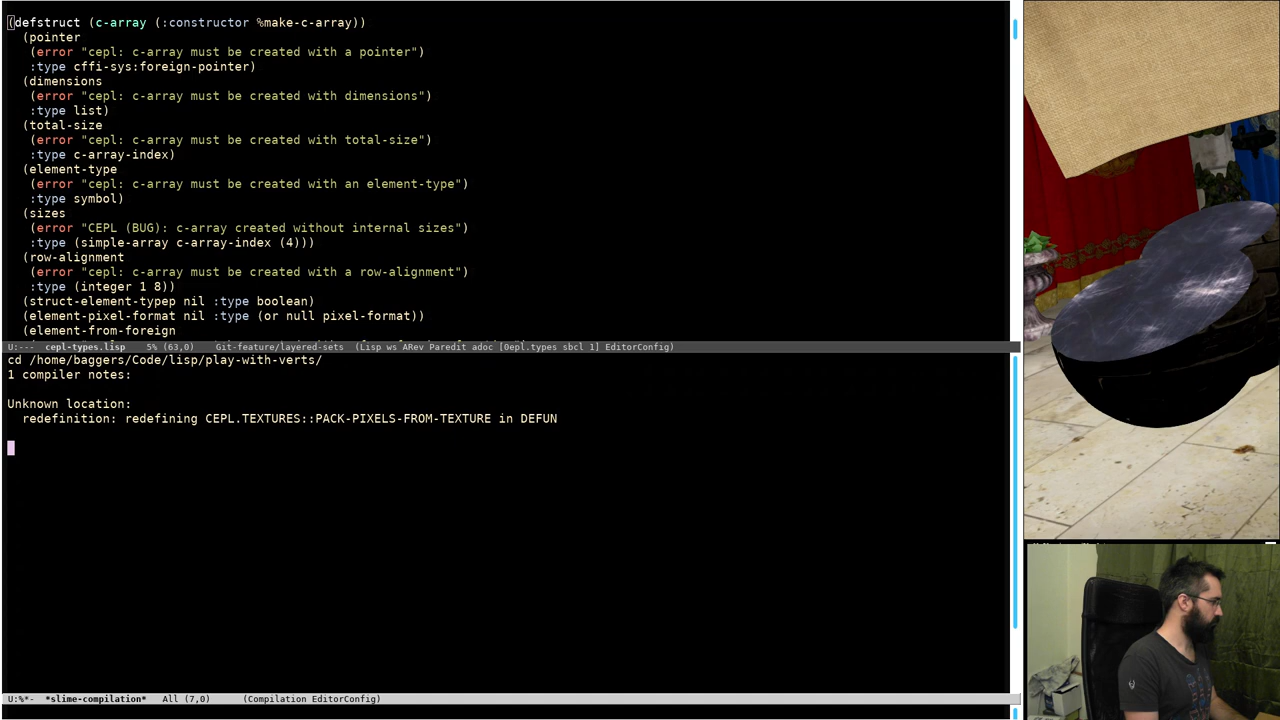 (defstruct (c-array (:constructor %make-c-array))
(pointer
(error "cepl: c-array must be created with a pointer")
:type cffi-sys:foreign-pointer)
(dimensions
(error "cepl: c-array must be created with dimensions")
:type list)
(total-size
(error "cepl: c-array must be created with total-size")
:type c-array-index)
(element-type
(error "cepl: c-array must be created with an element-type")
:type symbol)
(sizes
(error "CEPL (BUG): c-array created without internal sizes")
:type (simple-array c-array-index (4)))
(row-alignment
(error "cepl: c-array must be created with a row-alignment")
:type (integer 1 8))
(struct-element-typep nil :type boolean)
(element-pixel-format nil :type (or null pixel-format))
(element-from-foreign
U:--- cepl-types.lisp 5% (63,0) Git-feature/layered-sets (Lisp ws ARev Paredit adoc [0epl.types sbcl 1] EditorConfig)
cd /home/baggers/Code/lisp/play-with-verts/
1 compiler notes:
Unknown location:
redefinition: redefining CEPL.TEXTURES::PACK-PIXELS-FROM-TEXTURE in DEFUN
U:%*- *slime-compilation* All (7,0) (Compilation EditorConfig)